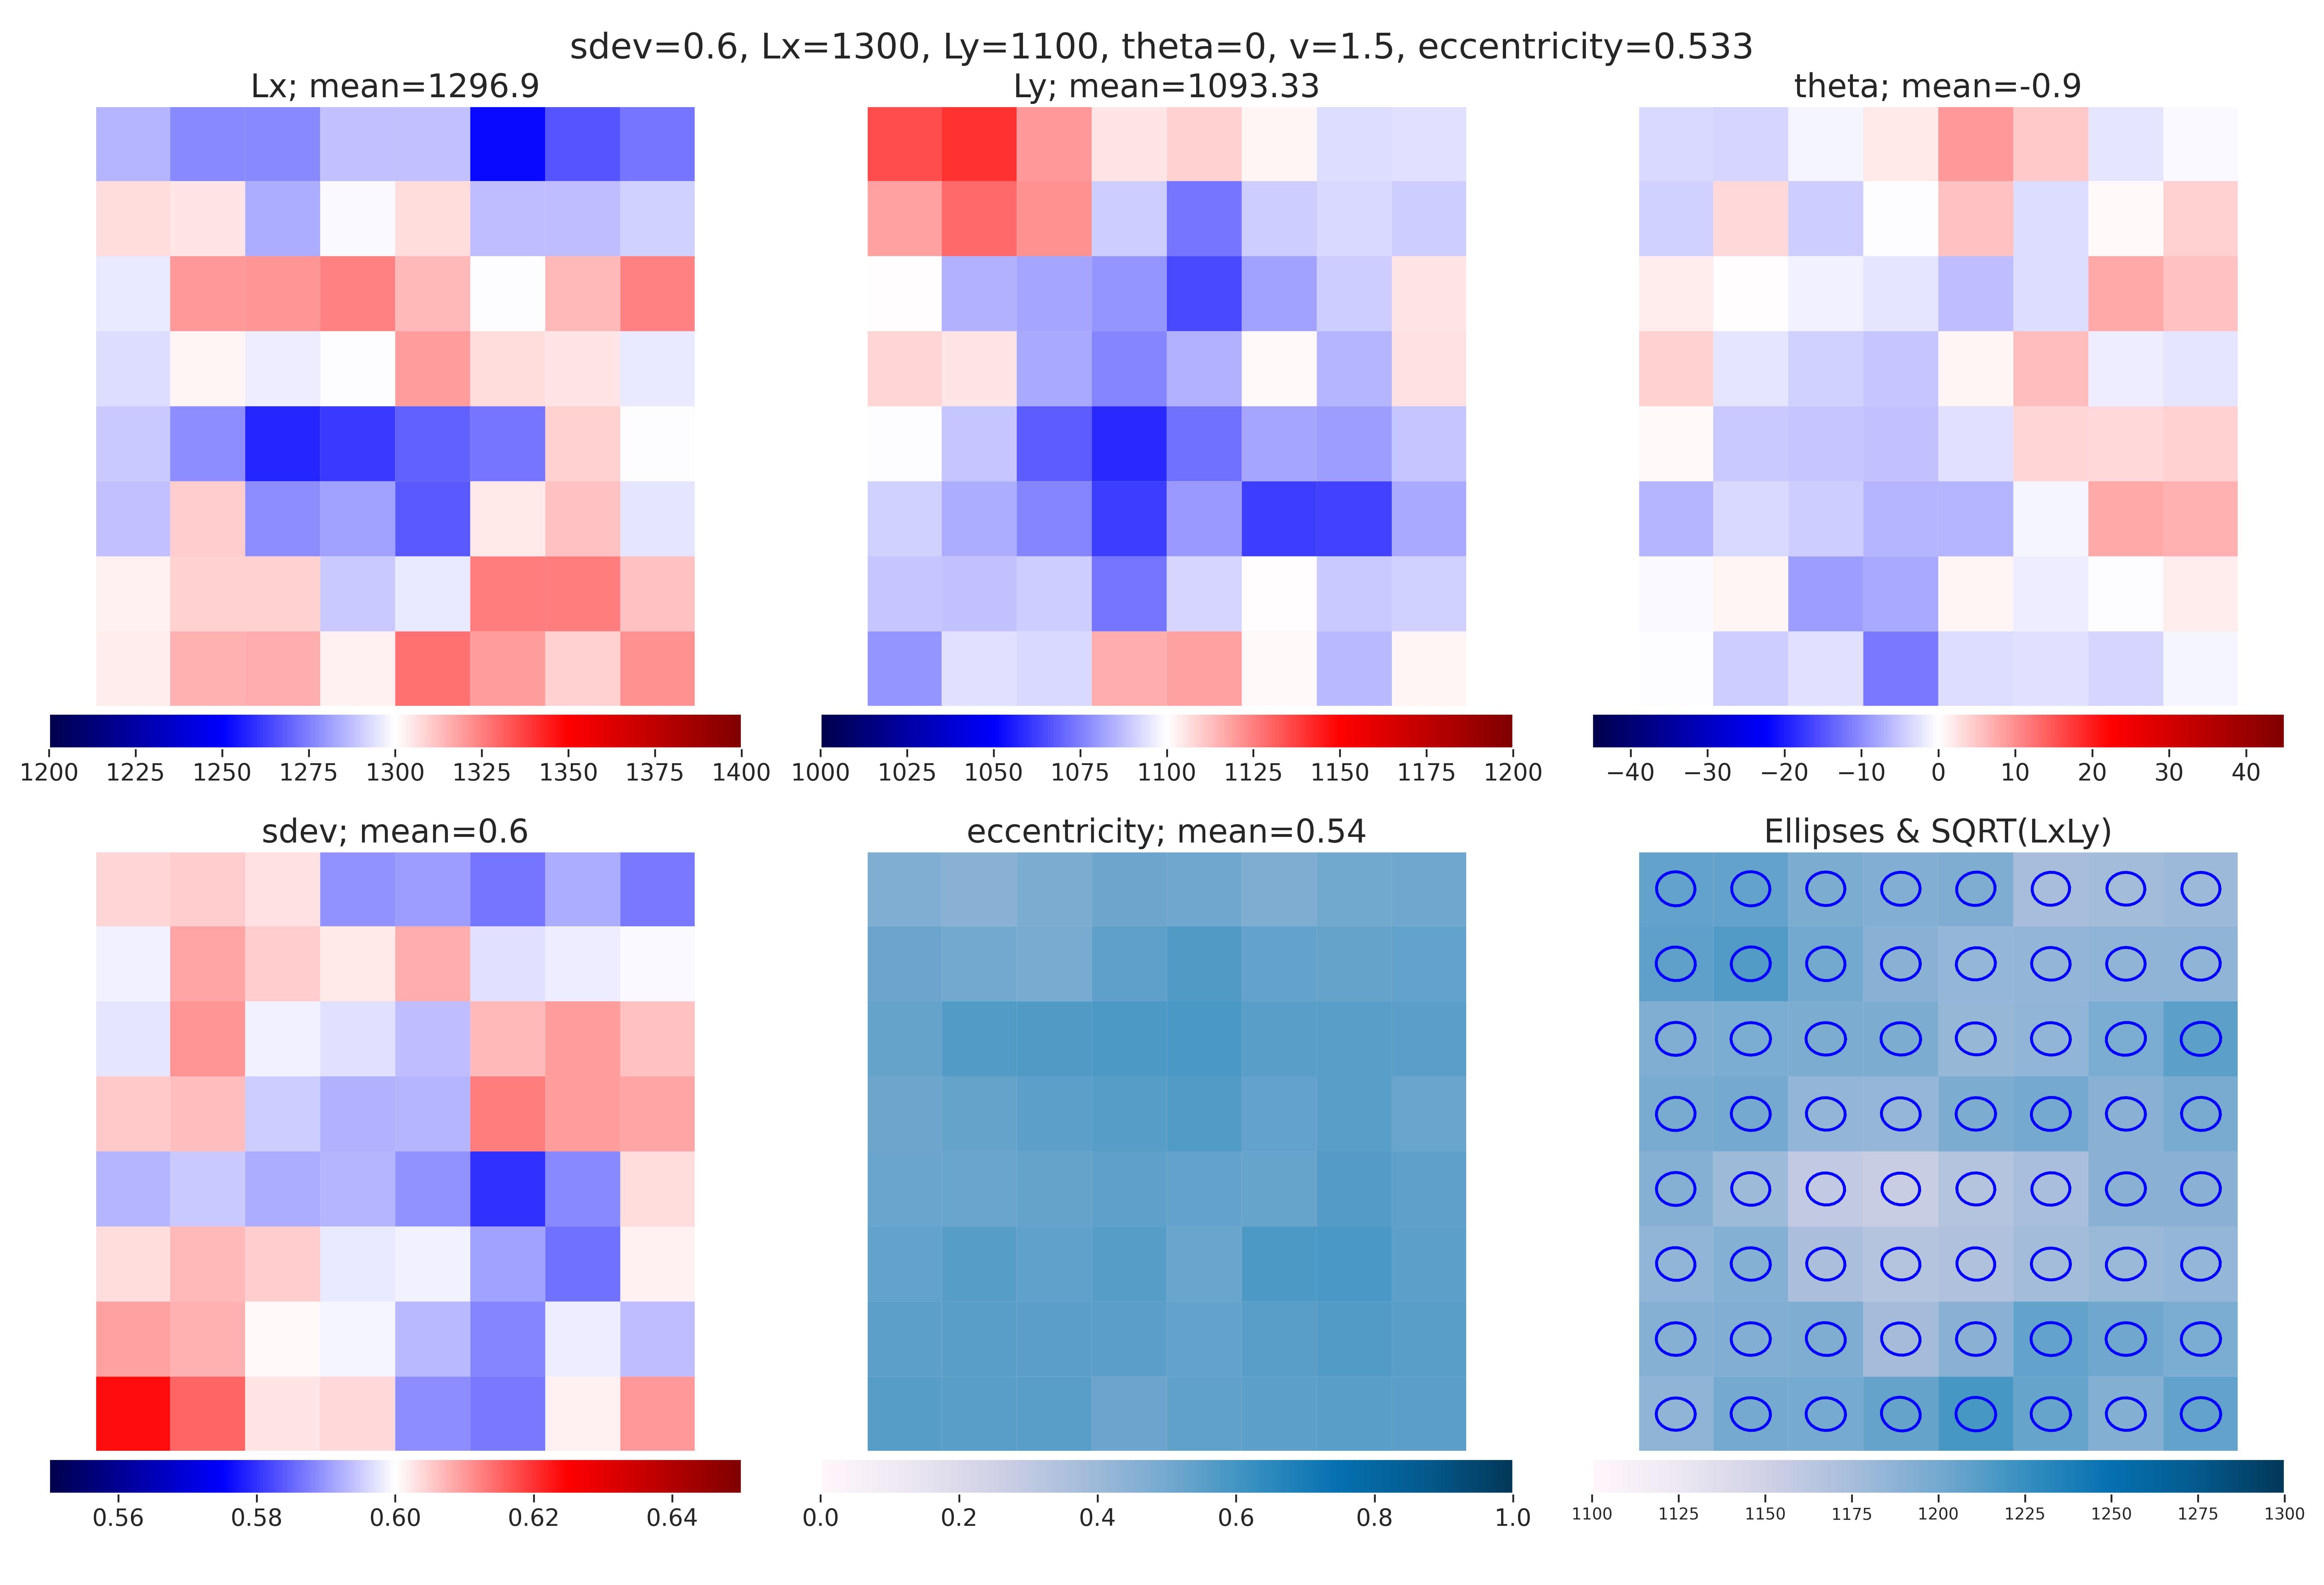 sdev=0.6, Lx=1300, Ly=1100, theta=0, v=1.5, eccentricity=0.533
Lx; mean=1296.9
Ly; mean=1093.33
theta; mean=-0.9
1200 1225 1250 1275 1300 1325 1350 1375 1400
1000 1025 1050 1075 1100 1125 1150 1175 1200
−40 −30 −20 −10 0 10 20 30 40
sdev; mean=0.6
eccentricity; mean=0.54
Ellipses & SQRT(LxLy)
0.56 0.58 0.60 0.62 0.64
0.0 0.2 0.4 0.6 0.8 1.0
1100 1125 1150 1175 1200 1225 1250 1275 1300